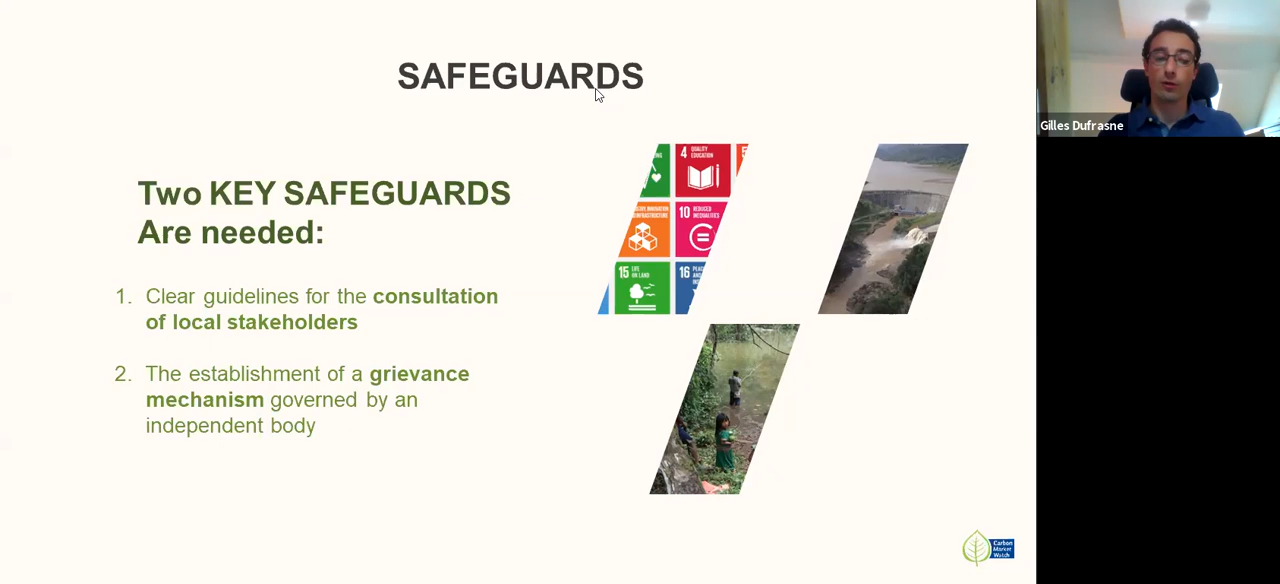 SAFEGUARDS
Gilles Dufrasne
Two KEY SAFEGUARDS
Are needed:
1. Clear guidelines for the consultation
of local stakeholders
2. The establishment of a grievance
mechanism governed by an
independent body
4 QUALITY
EDUCATION
10 REDUCED
INEQUALITIES
15 LIFE
ON LAND
16
Carbon
Market
Watch